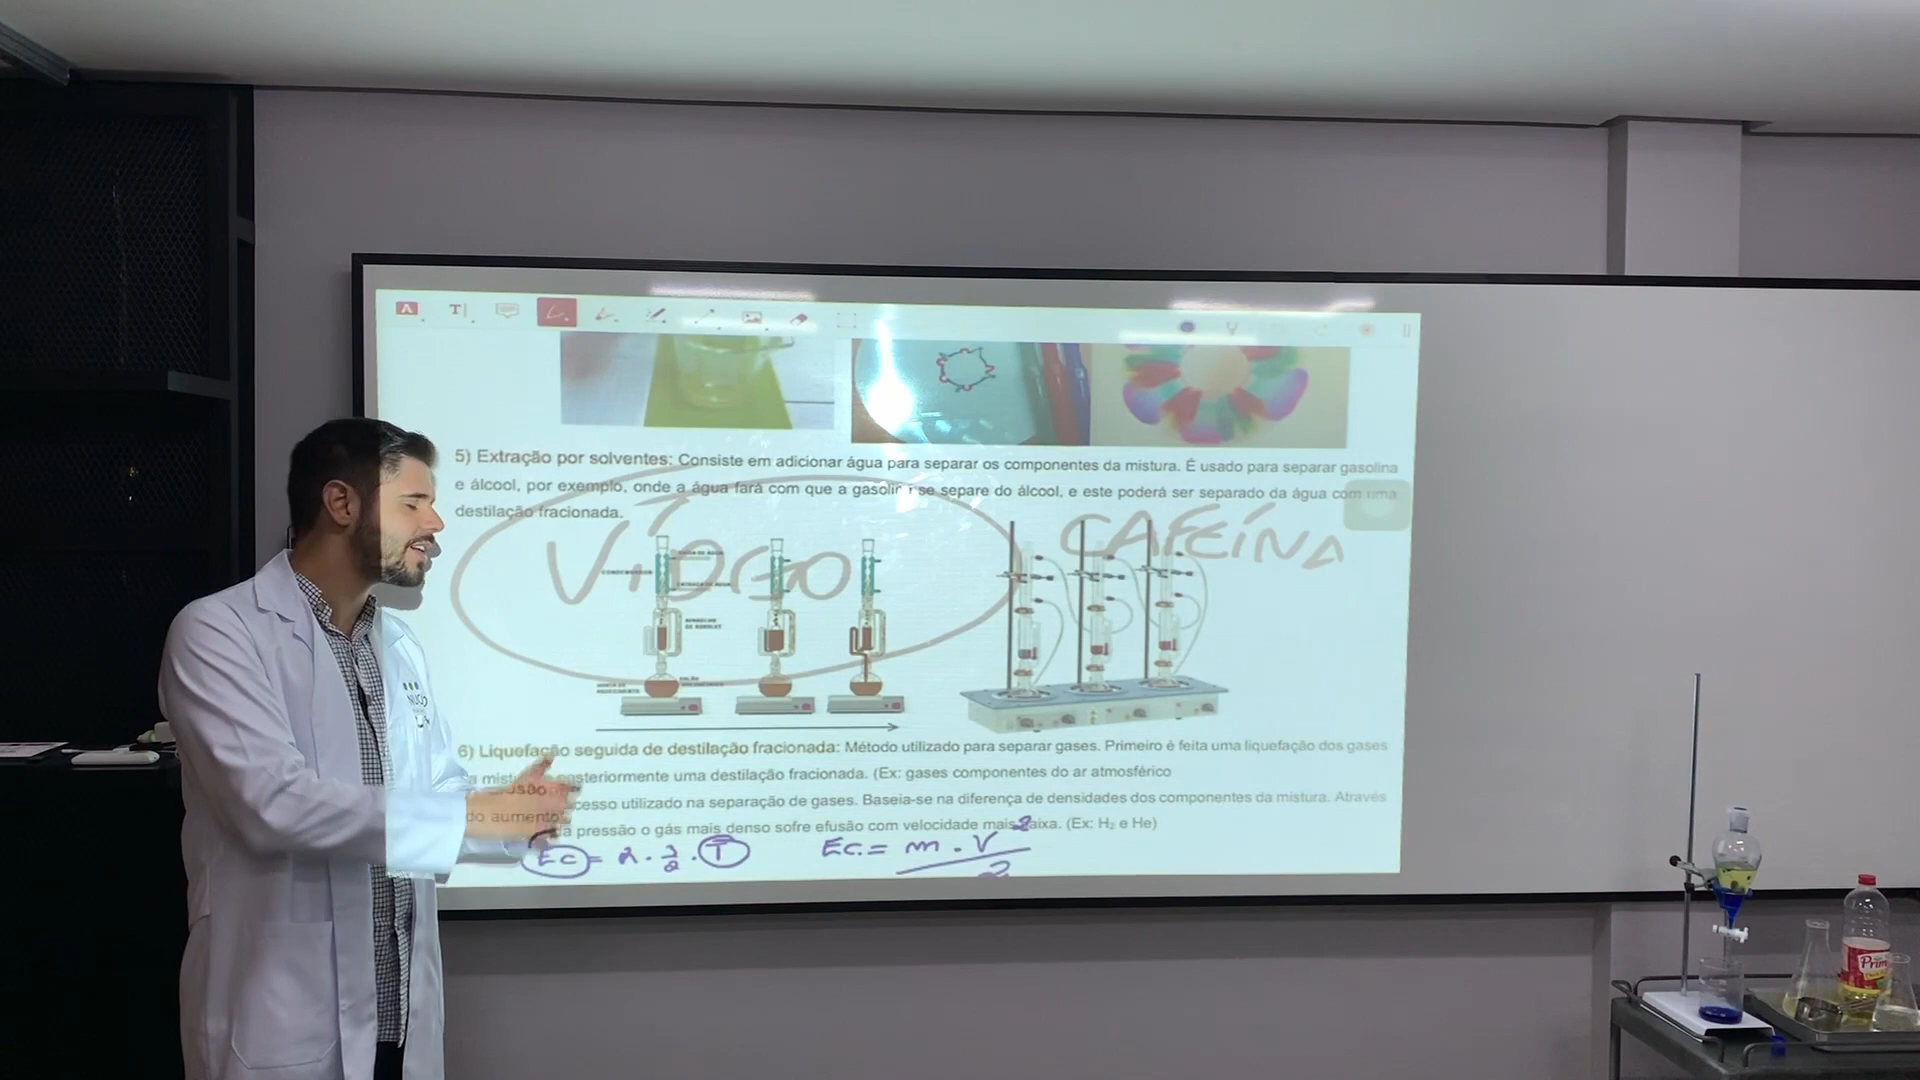 5) Extração por solventes: Consiste em adicionar água para separar os componentes da mistura. É usado para separar gasolina
e álcool, por exemplo, onde a água fará com que a gasolin se separe do álcool, e este poderá ser separado da água com uma
destilação fracionada.
VÍDEO
CAFEÍNA
CONDENSADOR
6) Liquefação seguida de destilação fracionada: Método utilizado para separar gases. Primeiro é feita uma liquefação dos gases
posteriormente uma destilação fracionada. (Ex: gases componentes do ar atmosférico
utilizado na separação de gases. Baseia-se na diferença de densidades dos componentes da mistura. Através
do aumento da pressão o gás mais denso sofre efusão com velocidade mais baixa. (Ex: H₂ e He)
Ec. = m . V²
2
Prim